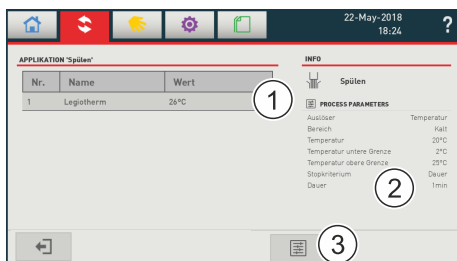 22-May-2018
18:24
?
APPLIKATION 'Spülen'
Nr. Name Wert
1 Legiotherm 26°C
1
INFO
Spülen
PROCESS PARAMETERS
Auslöser Temperatur
Bereich Kalt
Temperatur 20°C
Temperatur untere Grenze 2°C
Temperatur obere Grenze 25°C
Stopkriterium Dauer
Dauer 1min
2
3